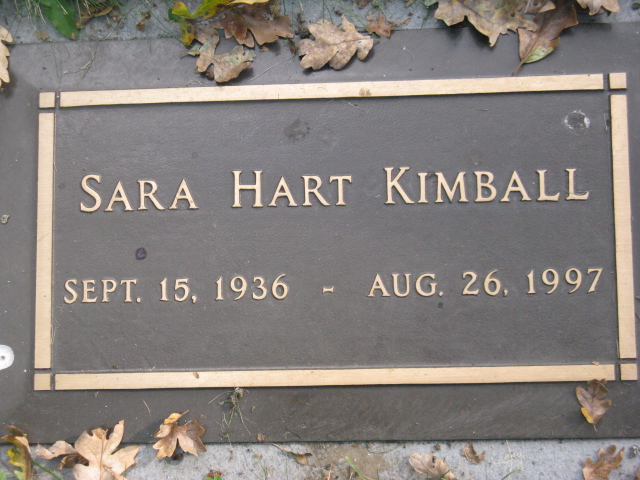 SARA HART KIMBALL
SEPT. 15, 1936 - AUG. 26, 1997